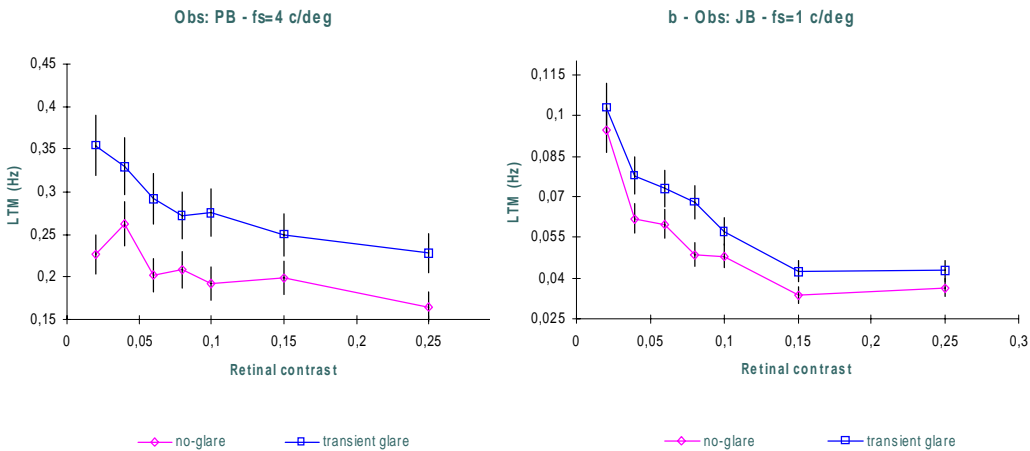 Obs: PB - fs=4 c/deg
LTM (Hz)
0,45
0,4
0,35
0,3
0,25
0,2
0,15
0 0,05 0,1 0,15 0,2 0,25
Retinal contrast
no-glare transient glare
b - Obs: JB - fs=1 c/deg
LTM (Hz)
0,115
0,1
0,085
0,07
0,055
0,04
0,025
0 0,05 0,1 0,15 0,2 0,25 0,3
Retinal contrast
no-glare transient glare